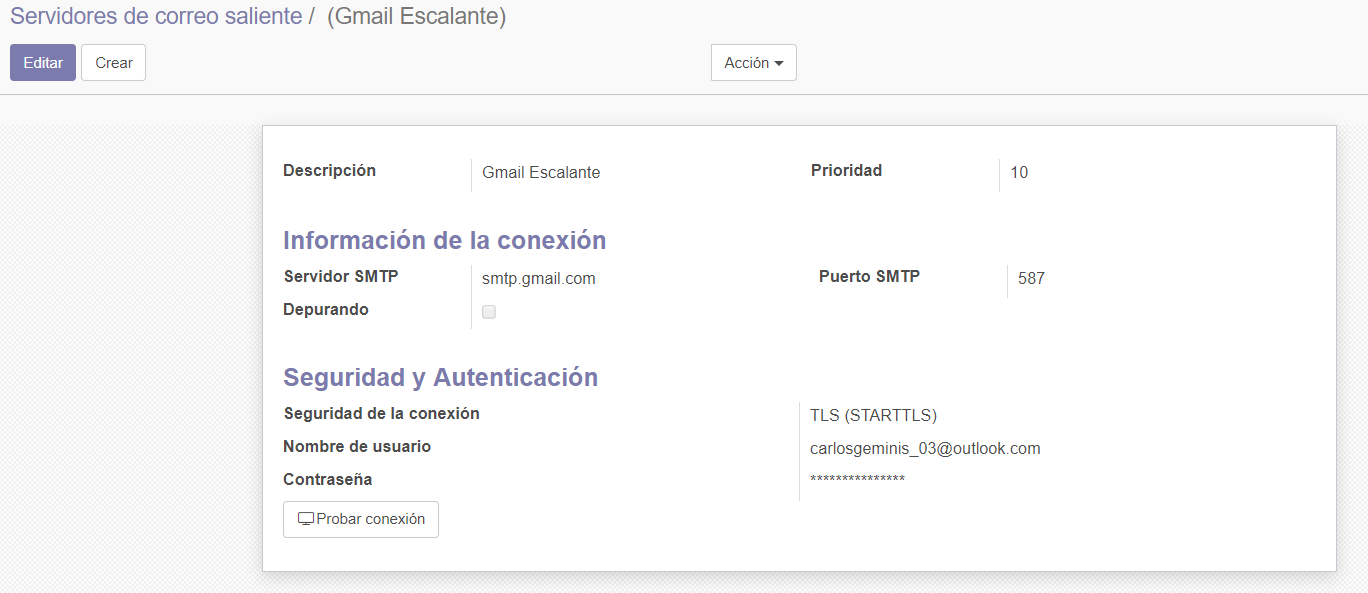 Servidores de correo saliente / (Gmail Escalante)
Editar Crear Acción
Descripción Gmail Escalante Prioridad 10
Información de la conexión
Servidor SMTP smtp.gmail.com Puerto SMTP 587
Depurando
Seguridad y Autenticación
Seguridad de la conexión TLS (STARTTLS)
Nombre de usuario carlosgeminis_03@outlook.com
Contraseña ***************
Probar conexión